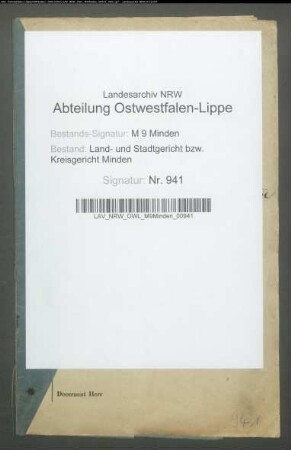 Landesarchiv NRW
Abteilung Ostwestfalen-Lippe
Bestands-Signatur: M 9 Minden
Bestand: Land- und Stadtgericht bzw.
Kreisgericht Minden
Signatur: Nr. 941
LAV_NRW_OWL_M9Minden_00941